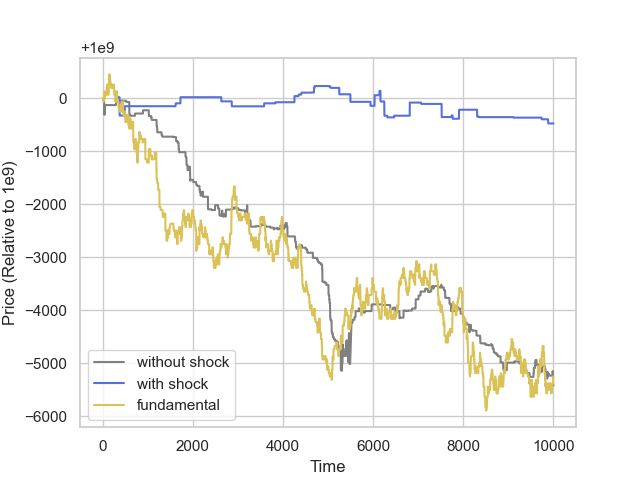 +1e9
0
−1000
−2000
−3000
−4000
−5000
−6000
Price (Relative to 1e9)
without shock
with shock
fundamental
0 2000 4000 6000 8000 10000
Time